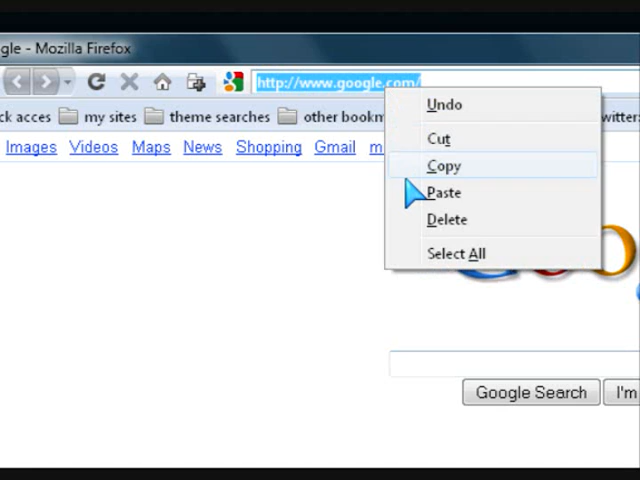 gle - Mozilla Firefox
http://www.google.com/
ck acces my sites theme searches other bookm witter:
Images Videos Maps News Shopping Gmail m
Undo
Cut
Copy
Paste
Delete
Select All
Google Search I'm